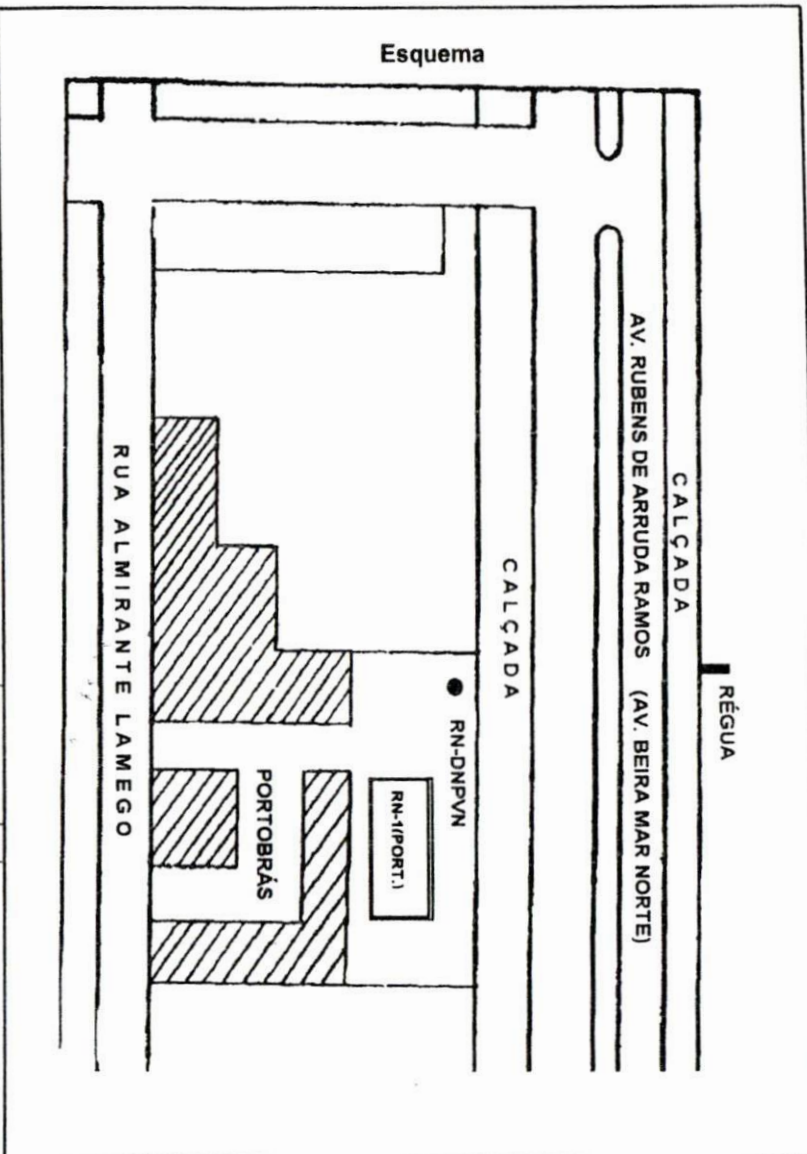 Esquema
AV. RUBENS DE ARRUDA RAMOS (AV. BEIRA MAR NORTE)
CALÇADA
RÉGUA
CALÇADA
RN-DNPVN
RN-1(PORT.)
PORTOBRÁS
RUA ALMIRANTE LAMEGO